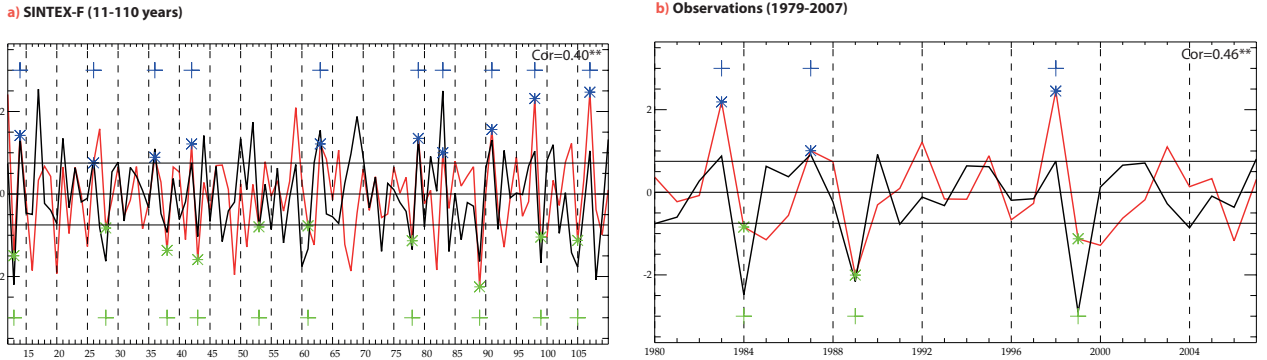 a) SINTEX-F (11-110 years)
Cor=0.40**
2
0
2
15 20 25 30 35 40 45 50 55 60 65 70 75 80 85 90 95 100 105
b) Observations (1979-2007)
Cor=0.46**
2
0
-2
1980 1984 1988 1992 1996 2000 2004